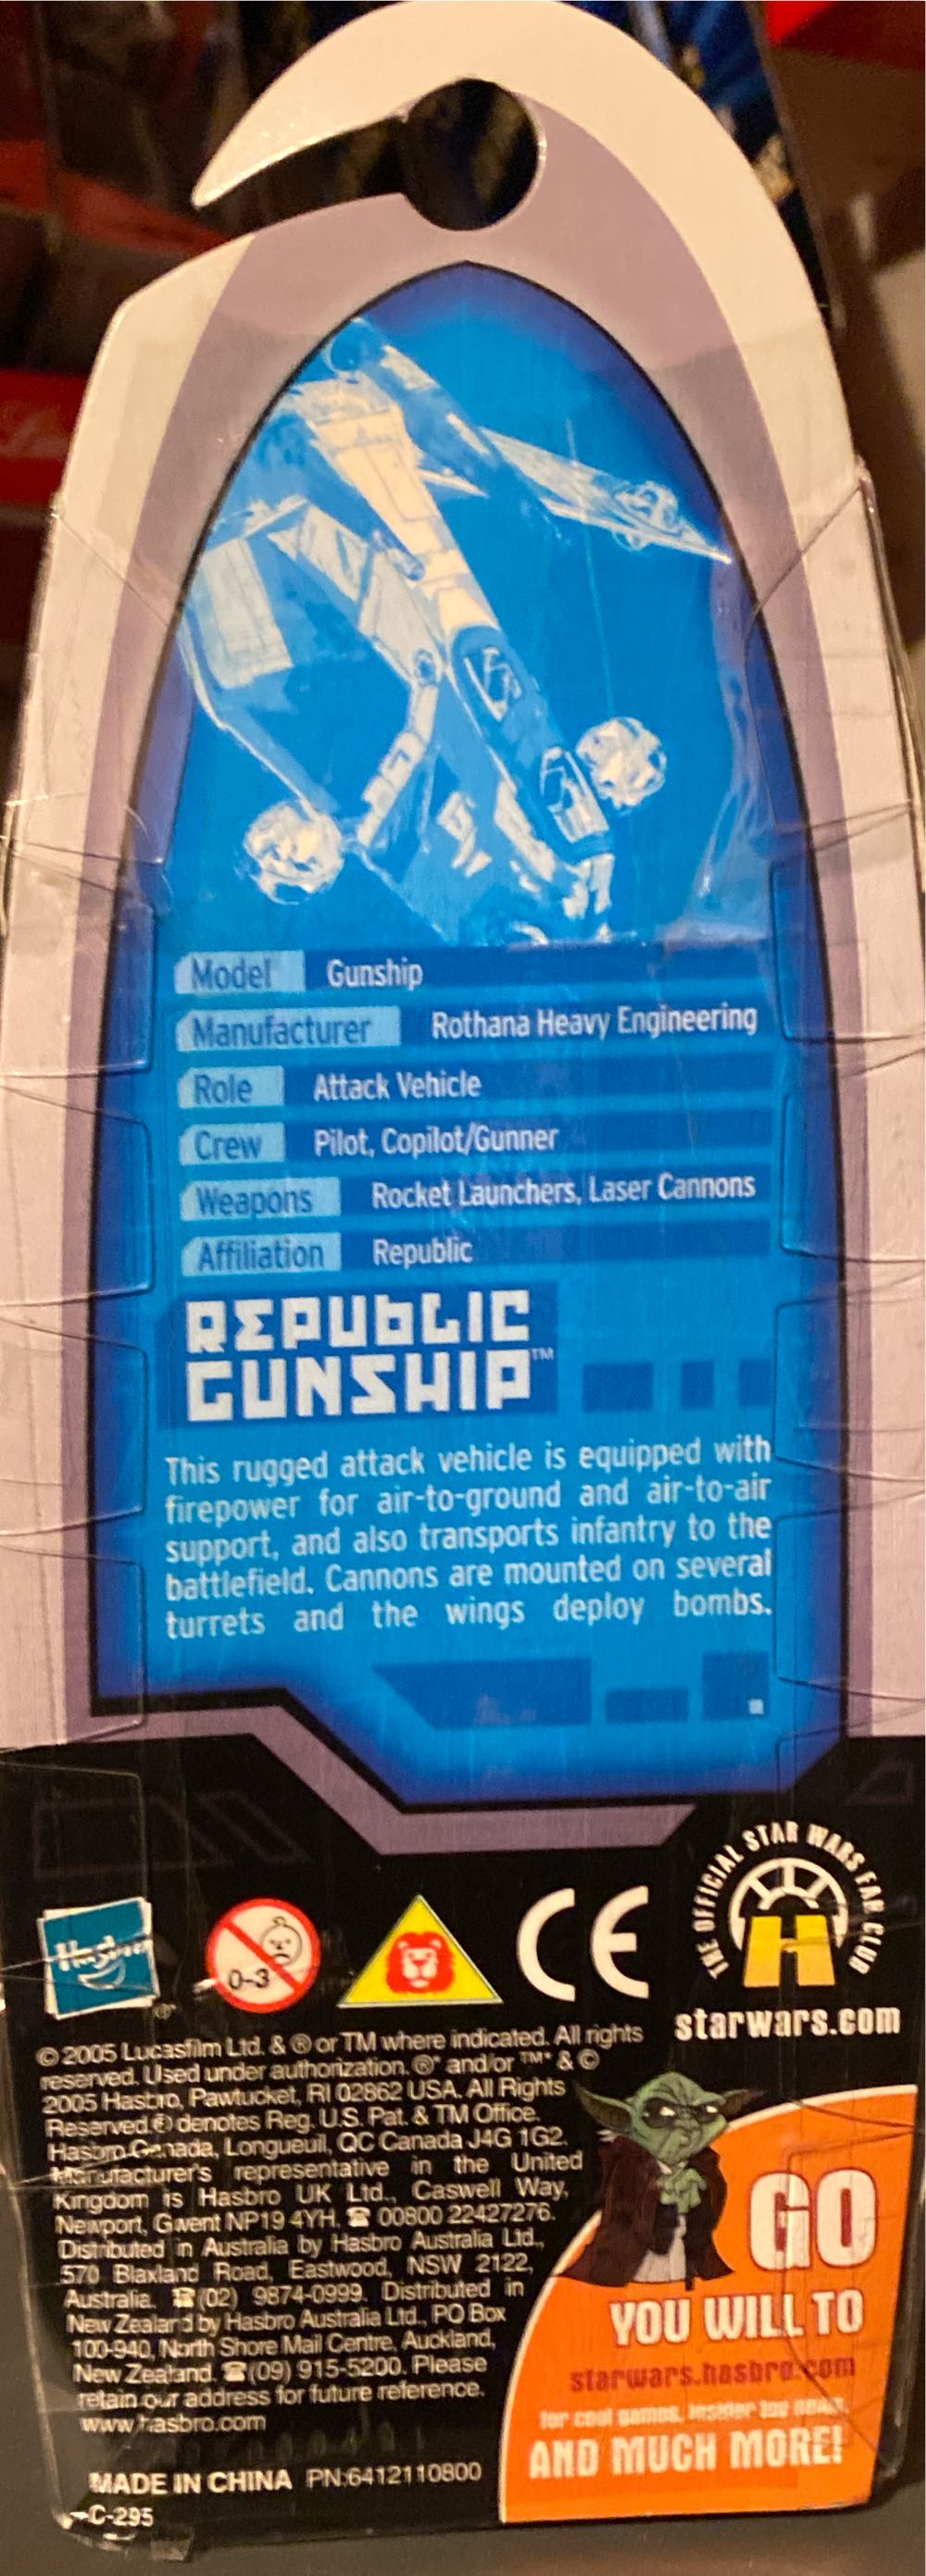 Model Gunship
Manufacturer Rothana Heavy Engineering
Role Attack Vehicle
Crew Pilot, Copilot/Gunner
Weapons Rocket Launchers, Laser Cannons
Affiliation Republic
REPUBLIC
GUNSHIP™
This rugged attack vehicle is equipped with
firepower for air-to-ground and air-to-air
support, and also transports infantry to the
battlefield. Cannons are mounted on several
turrets and the wings deploy bombs.
THE OFFICIAL STAR WARS FAN CLUB
Hasbro
®*
0-3
CE
H
starwars.com
© 2005 Lucasfilm Ltd. & ® or TM where indicated. All rights
reserved. Used under authorization. ®* and/or ™* & ©
2005 Hasbro, Pawtucket, RI 02862 USA. All Rights
Reserved ® denotes Reg. U.S. Pat. & TM Office.
Hasbro Canada, Longueuil, QC Canada J4G 1G2.
Manufacturer's representative in the United
Kingdom is Hasbro UK Ltd., Caswell Way,
Newport, Gwent NP19 4YH. ☎ 00800 22427276.
Distributed in Australia by Hasbro Australia Ltd.,
570 Blaxland Road, Eastwood, NSW 2122,
Australia. ☎ (02) 9874-0999. Distributed in
New Zealand by Hasbro Australia Ltd., PO Box
100-940, North Shore Mail Centre, Auckland,
New Zealand. ☎ (09) 915-5200. Please
retain our address for future reference.
www.hasbro.com
MADE IN CHINA PN:6412110800
C-295
GO
YOU WILL TO
starwars.hasbro.com
for cool games, insider toy news,
AND MUCH MORE!